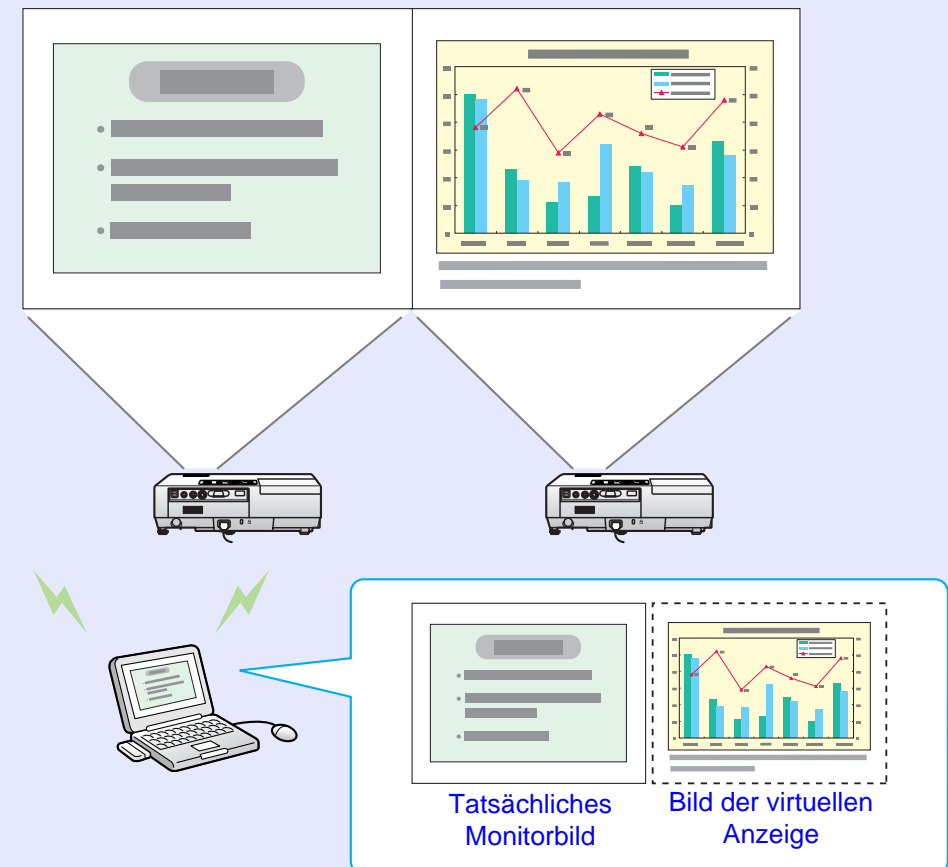 Tatsächliches
Monitorbild
Bild der virtuellen
Anzeige